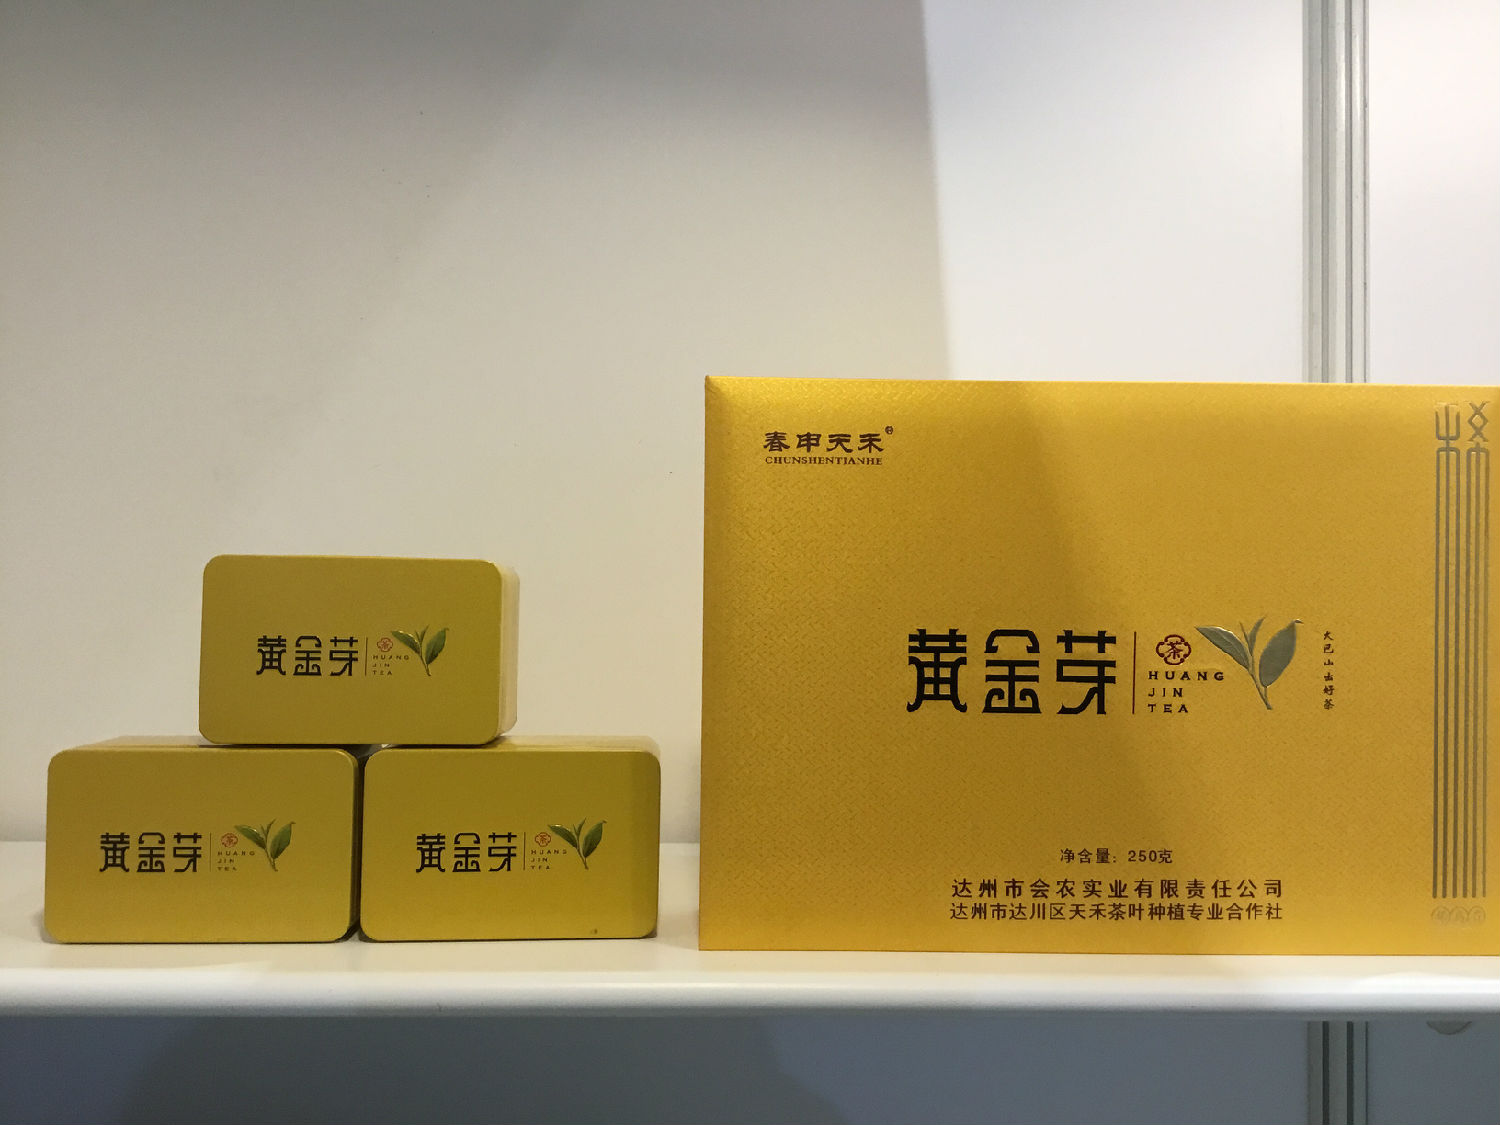 黄金芽
茶
HUANG
JIN
TEA
黄金芽
茶
HUANG
JIN
TEA
黄金芽
茶
HUANG
JIN
TEA
春申天禾
CHUNSHENTIANHE
黄金芽
茶
HUANG
JIN
TEA
大巴山出好茶
净含量：250克
达州市会农实业有限责任公司
达州市达川区天禾茶叶种植专业合作社